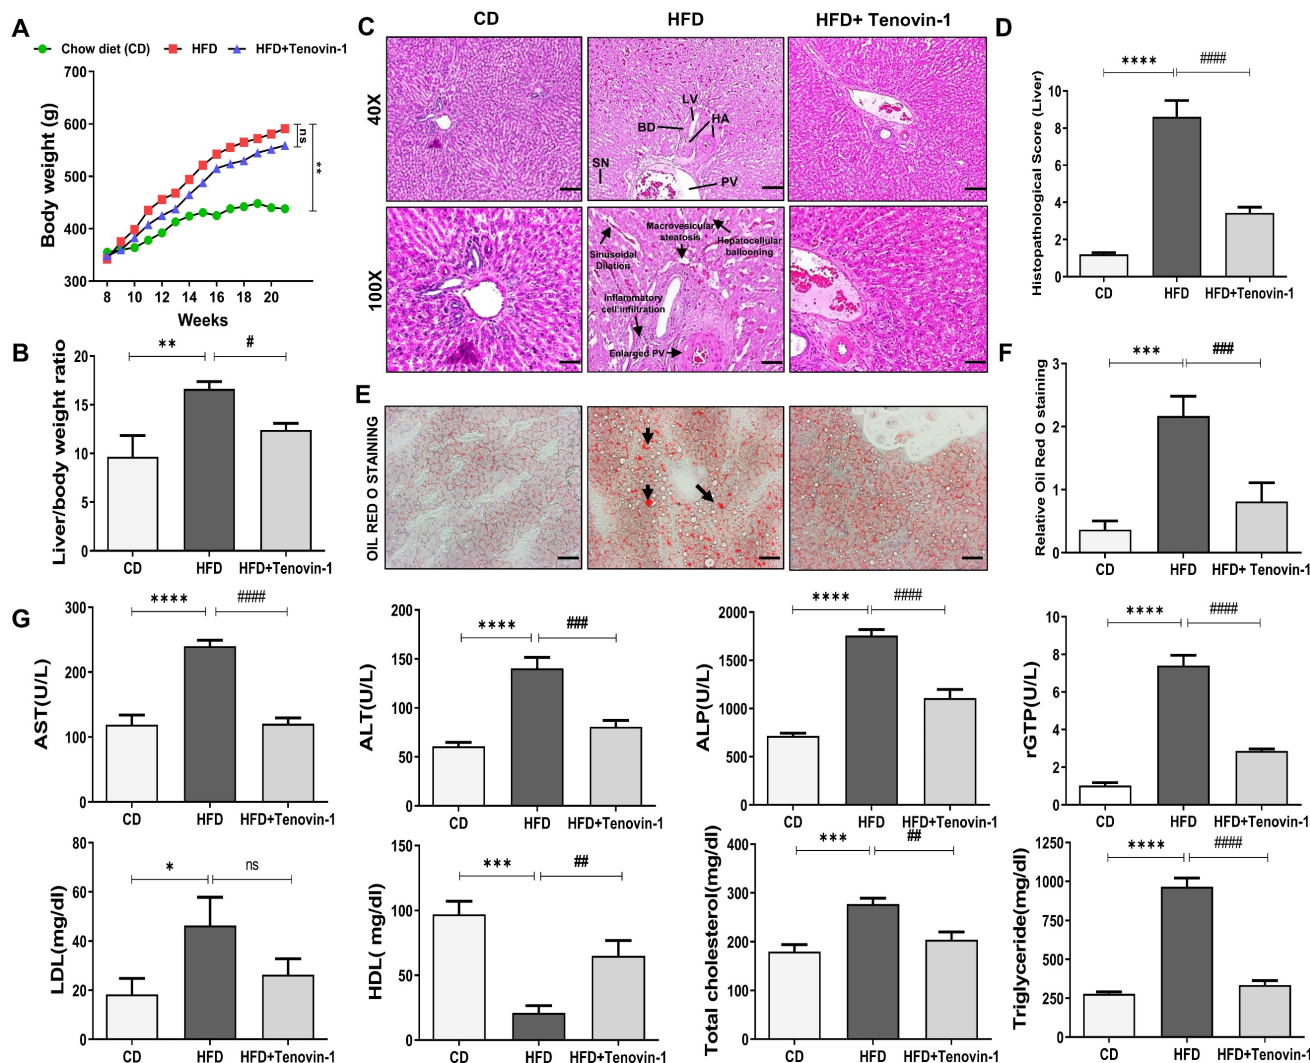 A
Chow diet (CD) HFD HFD+Tenovin-1
Body weight (g)
700
600
500
400
300
8 10 12 14 16 18 20
Weeks
ns
**
B
Liver/body weight ratio
20
15
10
5
0
** #
CD HFD HFD+Tenovin-1
C
CD HFD HFD+ Tenovin-1
40X
LV
BD HA
SN
PV
100X
Macrovesicular
steatosis
Hepatocellular
ballooning
Sinusoidal
Dilation
Inflammatory
cell infiltration
Enlarged PV
D
Histopathological Score (Liver)
10
8
6
4
2
0
**** ####
CD HFD HFD+Tenovin-1
E
OIL RED O STAINING
F
Relative Oil Red O staining
3
2
1
0
*** ###
CD HFD HFD+ Tenovin-1
G
AST(U/L)
300
200
100
0
**** ####
CD HFD HFD+Tenovin-1
ALT(U/L)
200
150
100
50
0
**** ###
CD HFD HFD+Tenovin-1
ALP(U/L)
2000
1500
1000
500
0
**** ####
CD HFD HFD+Tenovin-1
rGTP(U/L)
10
8
6
4
2
0
**** ####
CD HFD HFD+Tenovin-1
LDL(mg/dl)
80
60
40
20
0
* ns
CD HFD HFD+Tenovin-1
HDL( mg/dl)
150
100
50
0
*** ##
CD HFD HFD+Tenovin-1
Total cholesterol(mg/dl)
400
300
200
100
0
*** ##
CD HFD HFD+Tenovin-1
Triglyceride(mg/dl)
1250
1000
750
500
250
0
**** ####
CD HFD HFD+Tenovin-1